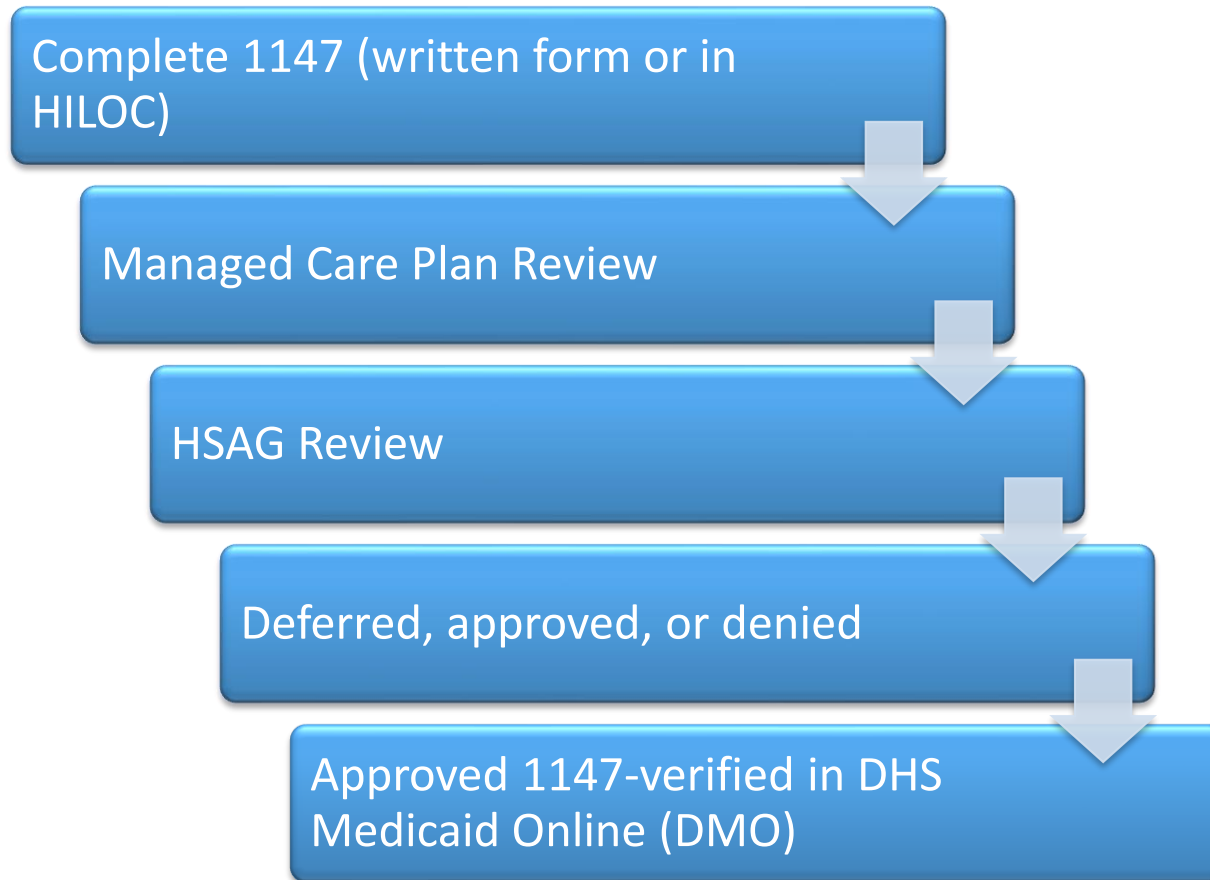 Complete 1147 (written form or in
HILOC)
Managed Care Plan Review
HSAG Review
Deferred, approved, or denied
Approved 1147-verified in DHS
Medicaid Online (DMO)